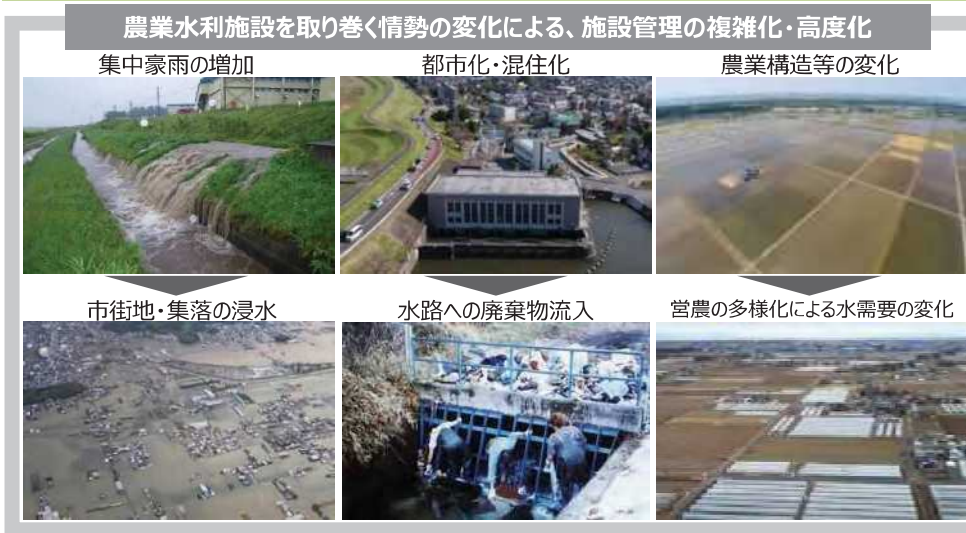 農業水利施設を取り巻く情勢の変化による、施設管理の複雑化・高度化
集中豪雨の増加
都市化・混住化
農業構造等の変化
市街地・集落の浸水
水路への廃棄物流入
営農の多様化による水需要の変化